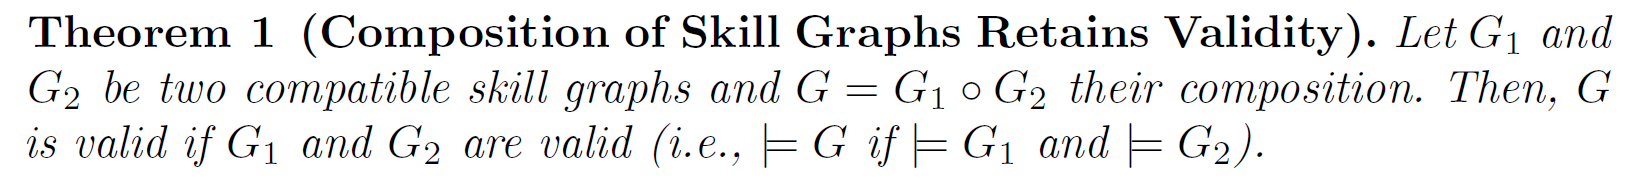 Theorem 1 (Composition of Skill Graphs Retains Validity). Let G₁ and
G₂ be two compatible skill graphs and G = G₁ ∘ G₂ their composition. Then, G
is valid if G₁ and G₂ are valid (i.e., ⊨ G if ⊨ G₁ and ⊨ G₂).